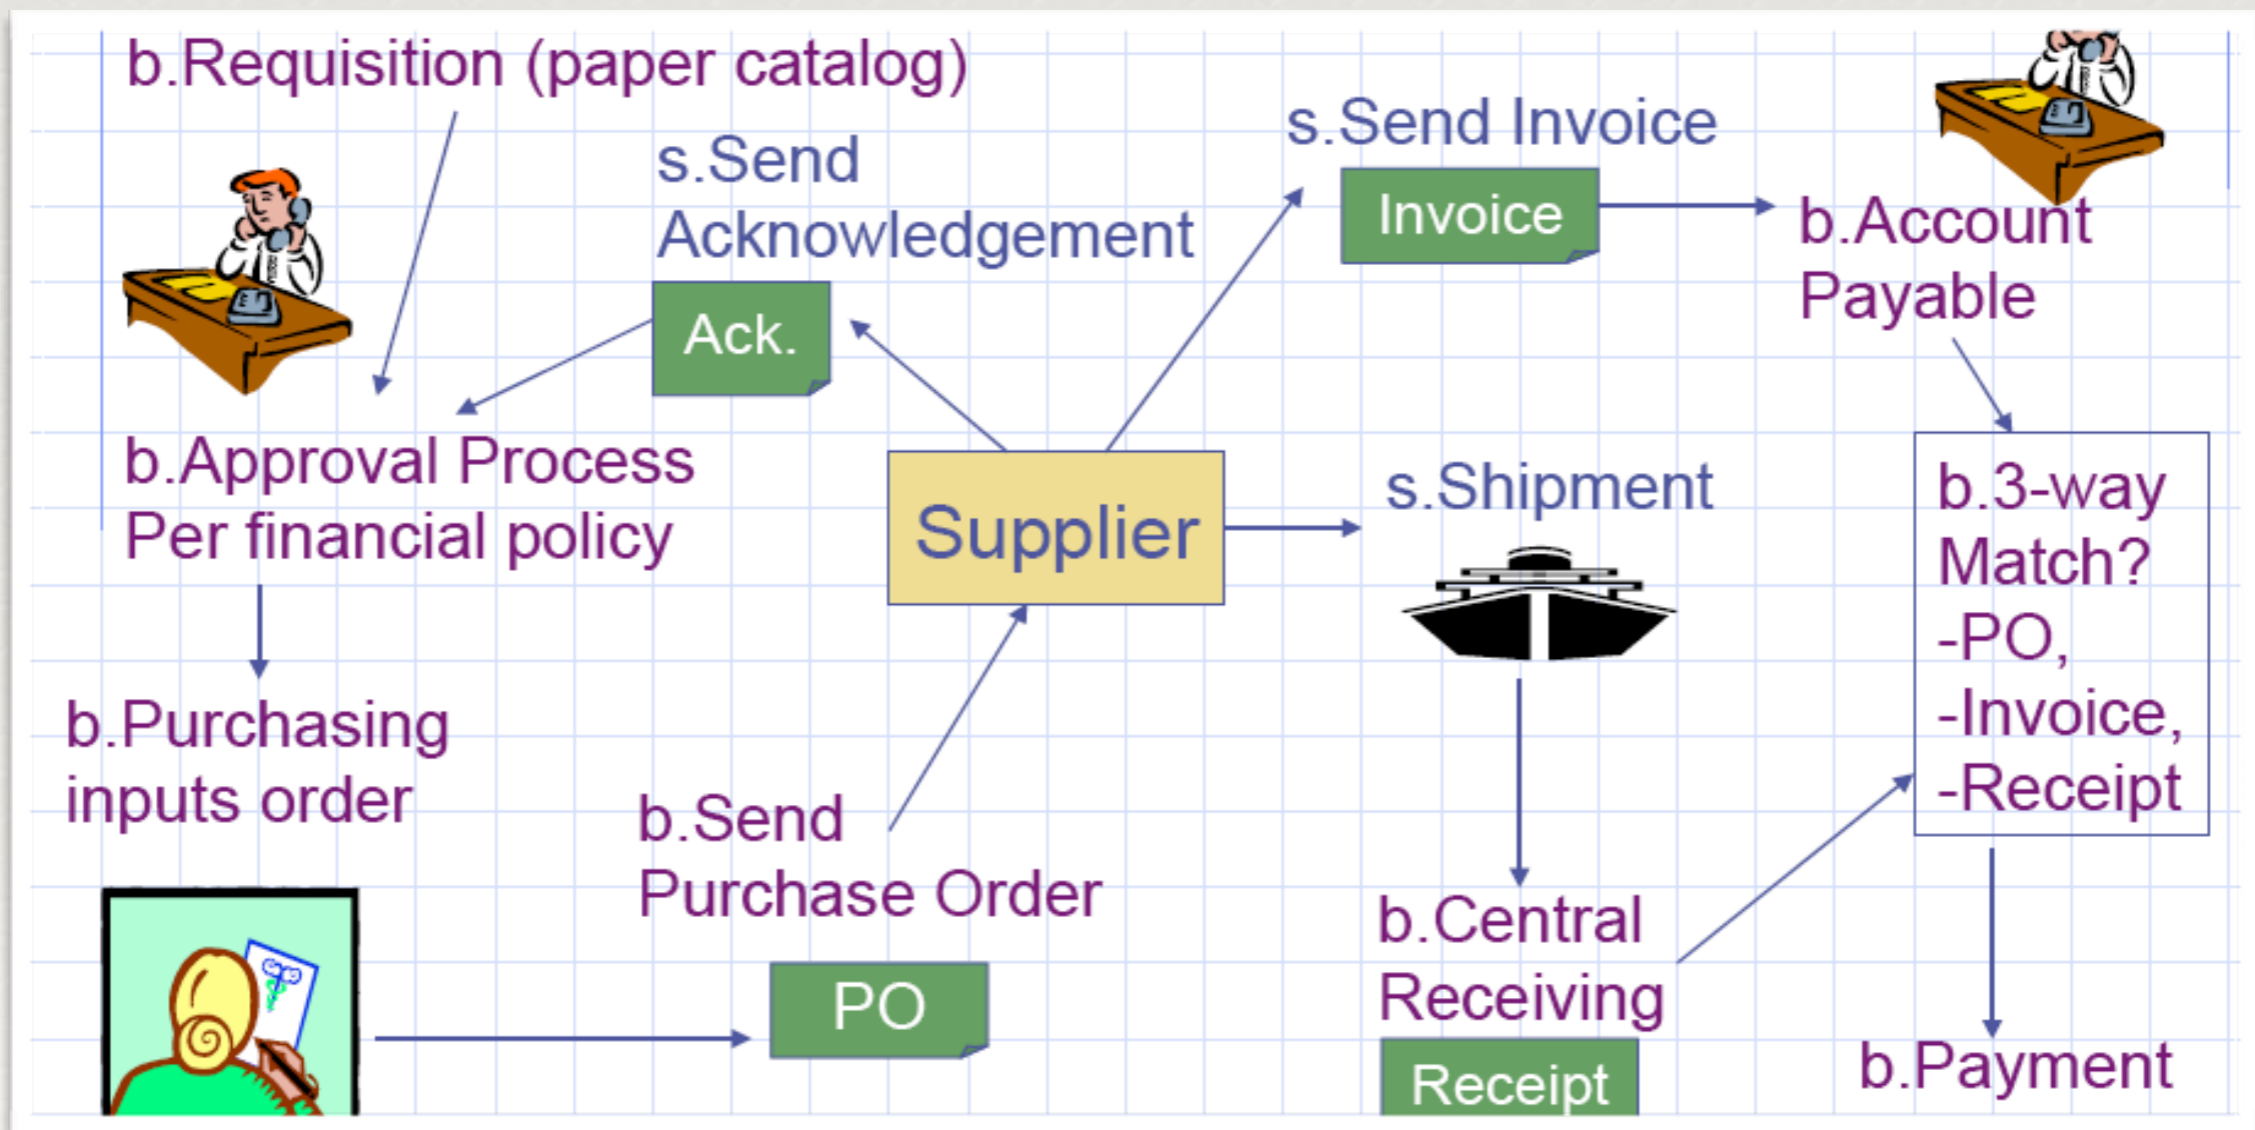 b.Requisition (paper catalog)
s.Send
Acknowledgement
Ack.
s.Send Invoice
Invoice
b.Account
Payable
b.Approval Process
Per financial policy
Supplier
s.Shipment
b.3-way
Match?
-PO,
-Invoice,
-Receipt
b.Purchasing
inputs order
b.Send
Purchase Order
PO
b.Central
Receiving
Receipt
b.Payment